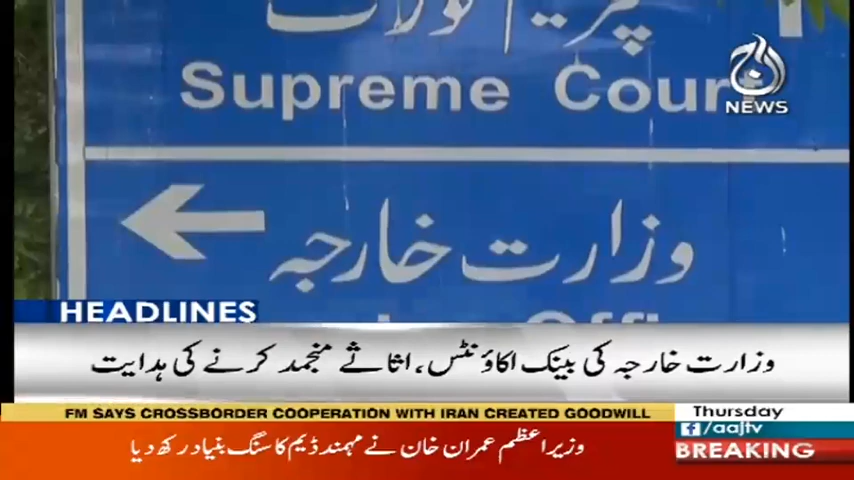 سپریم کورٹ
Supreme Court
آج
NEWS
وزارت خارجہ
HEADLINES
وزارت خارجہ کی بینک اکاؤنٹس، اثاثے منجمد کرنے کی ہدایت
FM SAYS CROSSBORDER COOPERATION WITH IRAN CREATED GOODWILL
Thursday
/aajtv
وزیراعظم عمران خان نے مہمند ڈیم کا سنگ بنیاد رکھ دیا
BREAKING